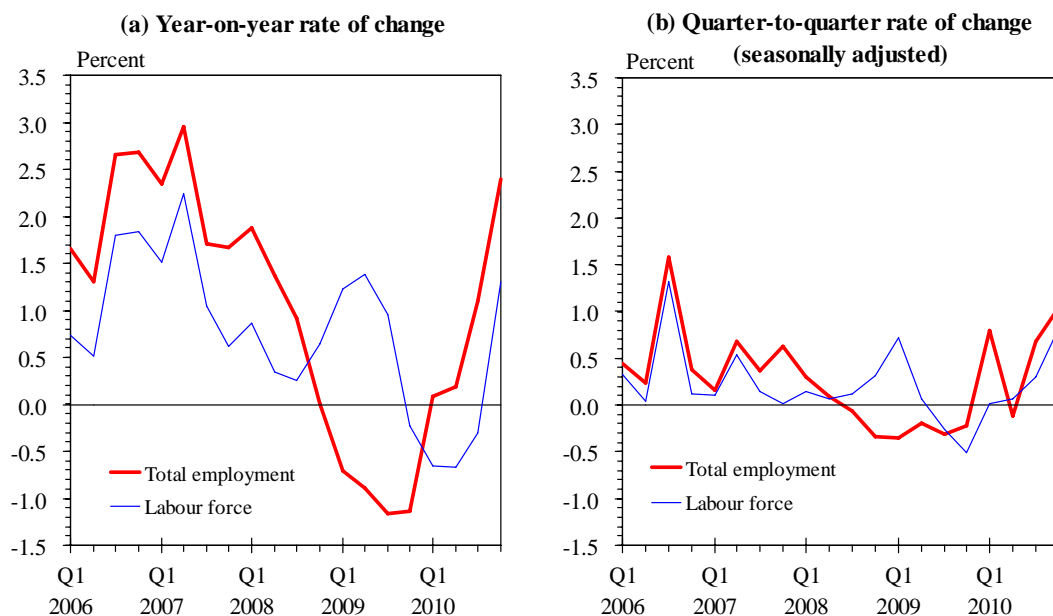 (a) Year-on-year rate of change
Percent
3.5
3.0
2.5
2.0
1.5
1.0
0.5
0.0
-0.5
-1.0
-1.5
Total employment
Labour force
Q1 Q1 Q1 Q1 Q1
2006 2007 2008 2009 2010
(b) Quarter-to-quarter rate of change
(seasonally adjusted)
Percent
3.5
3.0
2.5
2.0
1.5
1.0
0.5
0.0
-0.5
-1.0
-1.5
Total employment
Labour force
Q1 Q1 Q1 Q1 Q1
2006 2007 2008 2009 2010